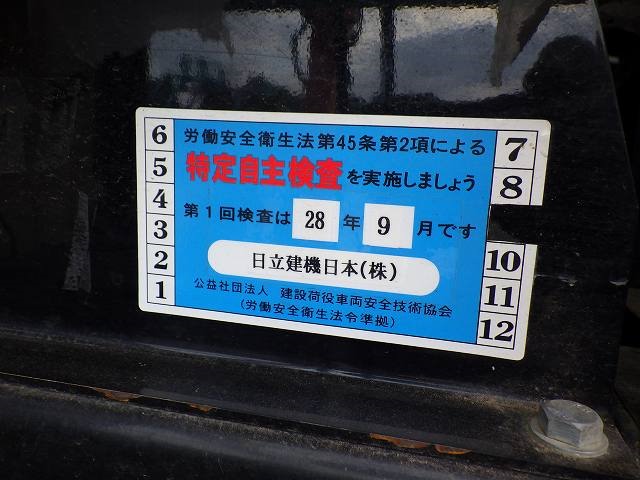 労働安全衛生法第45条第2項による
特定自主検査を実施しましょう
第1回検査は 28 年 9 月です
日立建機日本(株)
公益社団法人 建設荷役車両安全技術協会
(労働安全衛生法令準拠)
6
5
4
3
2
1
7
8
10
11
12